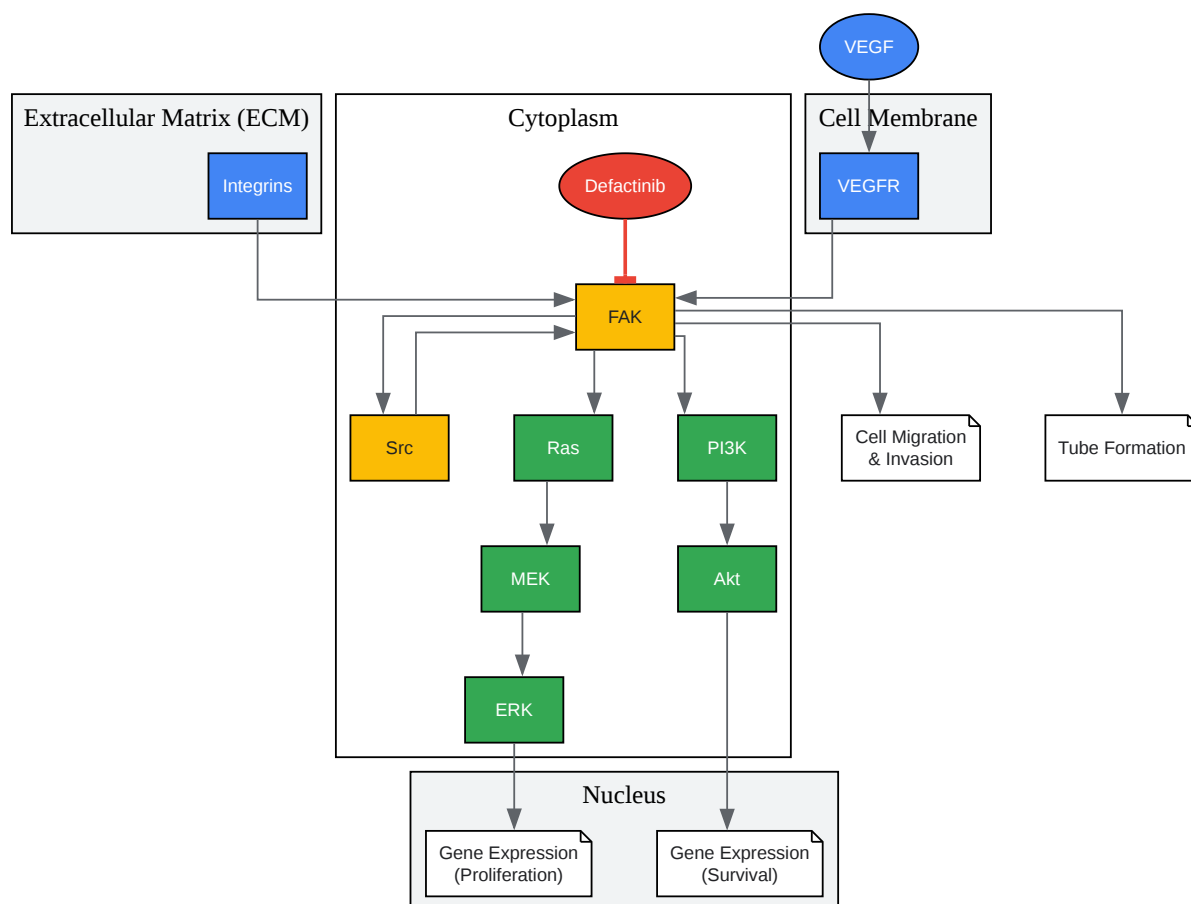 VEGF
Extracellular Matrix (ECM)
Cytoplasm
Cell Membrane
Integrins
Defactinib
VEGFR
FAK
Src
Ras
PI3K
Cell Migration
& Invasion
Tube Formation
MEK
Akt
ERK
Nucleus
Gene Expression
(Proliferation)
Gene Expression
(Survival)